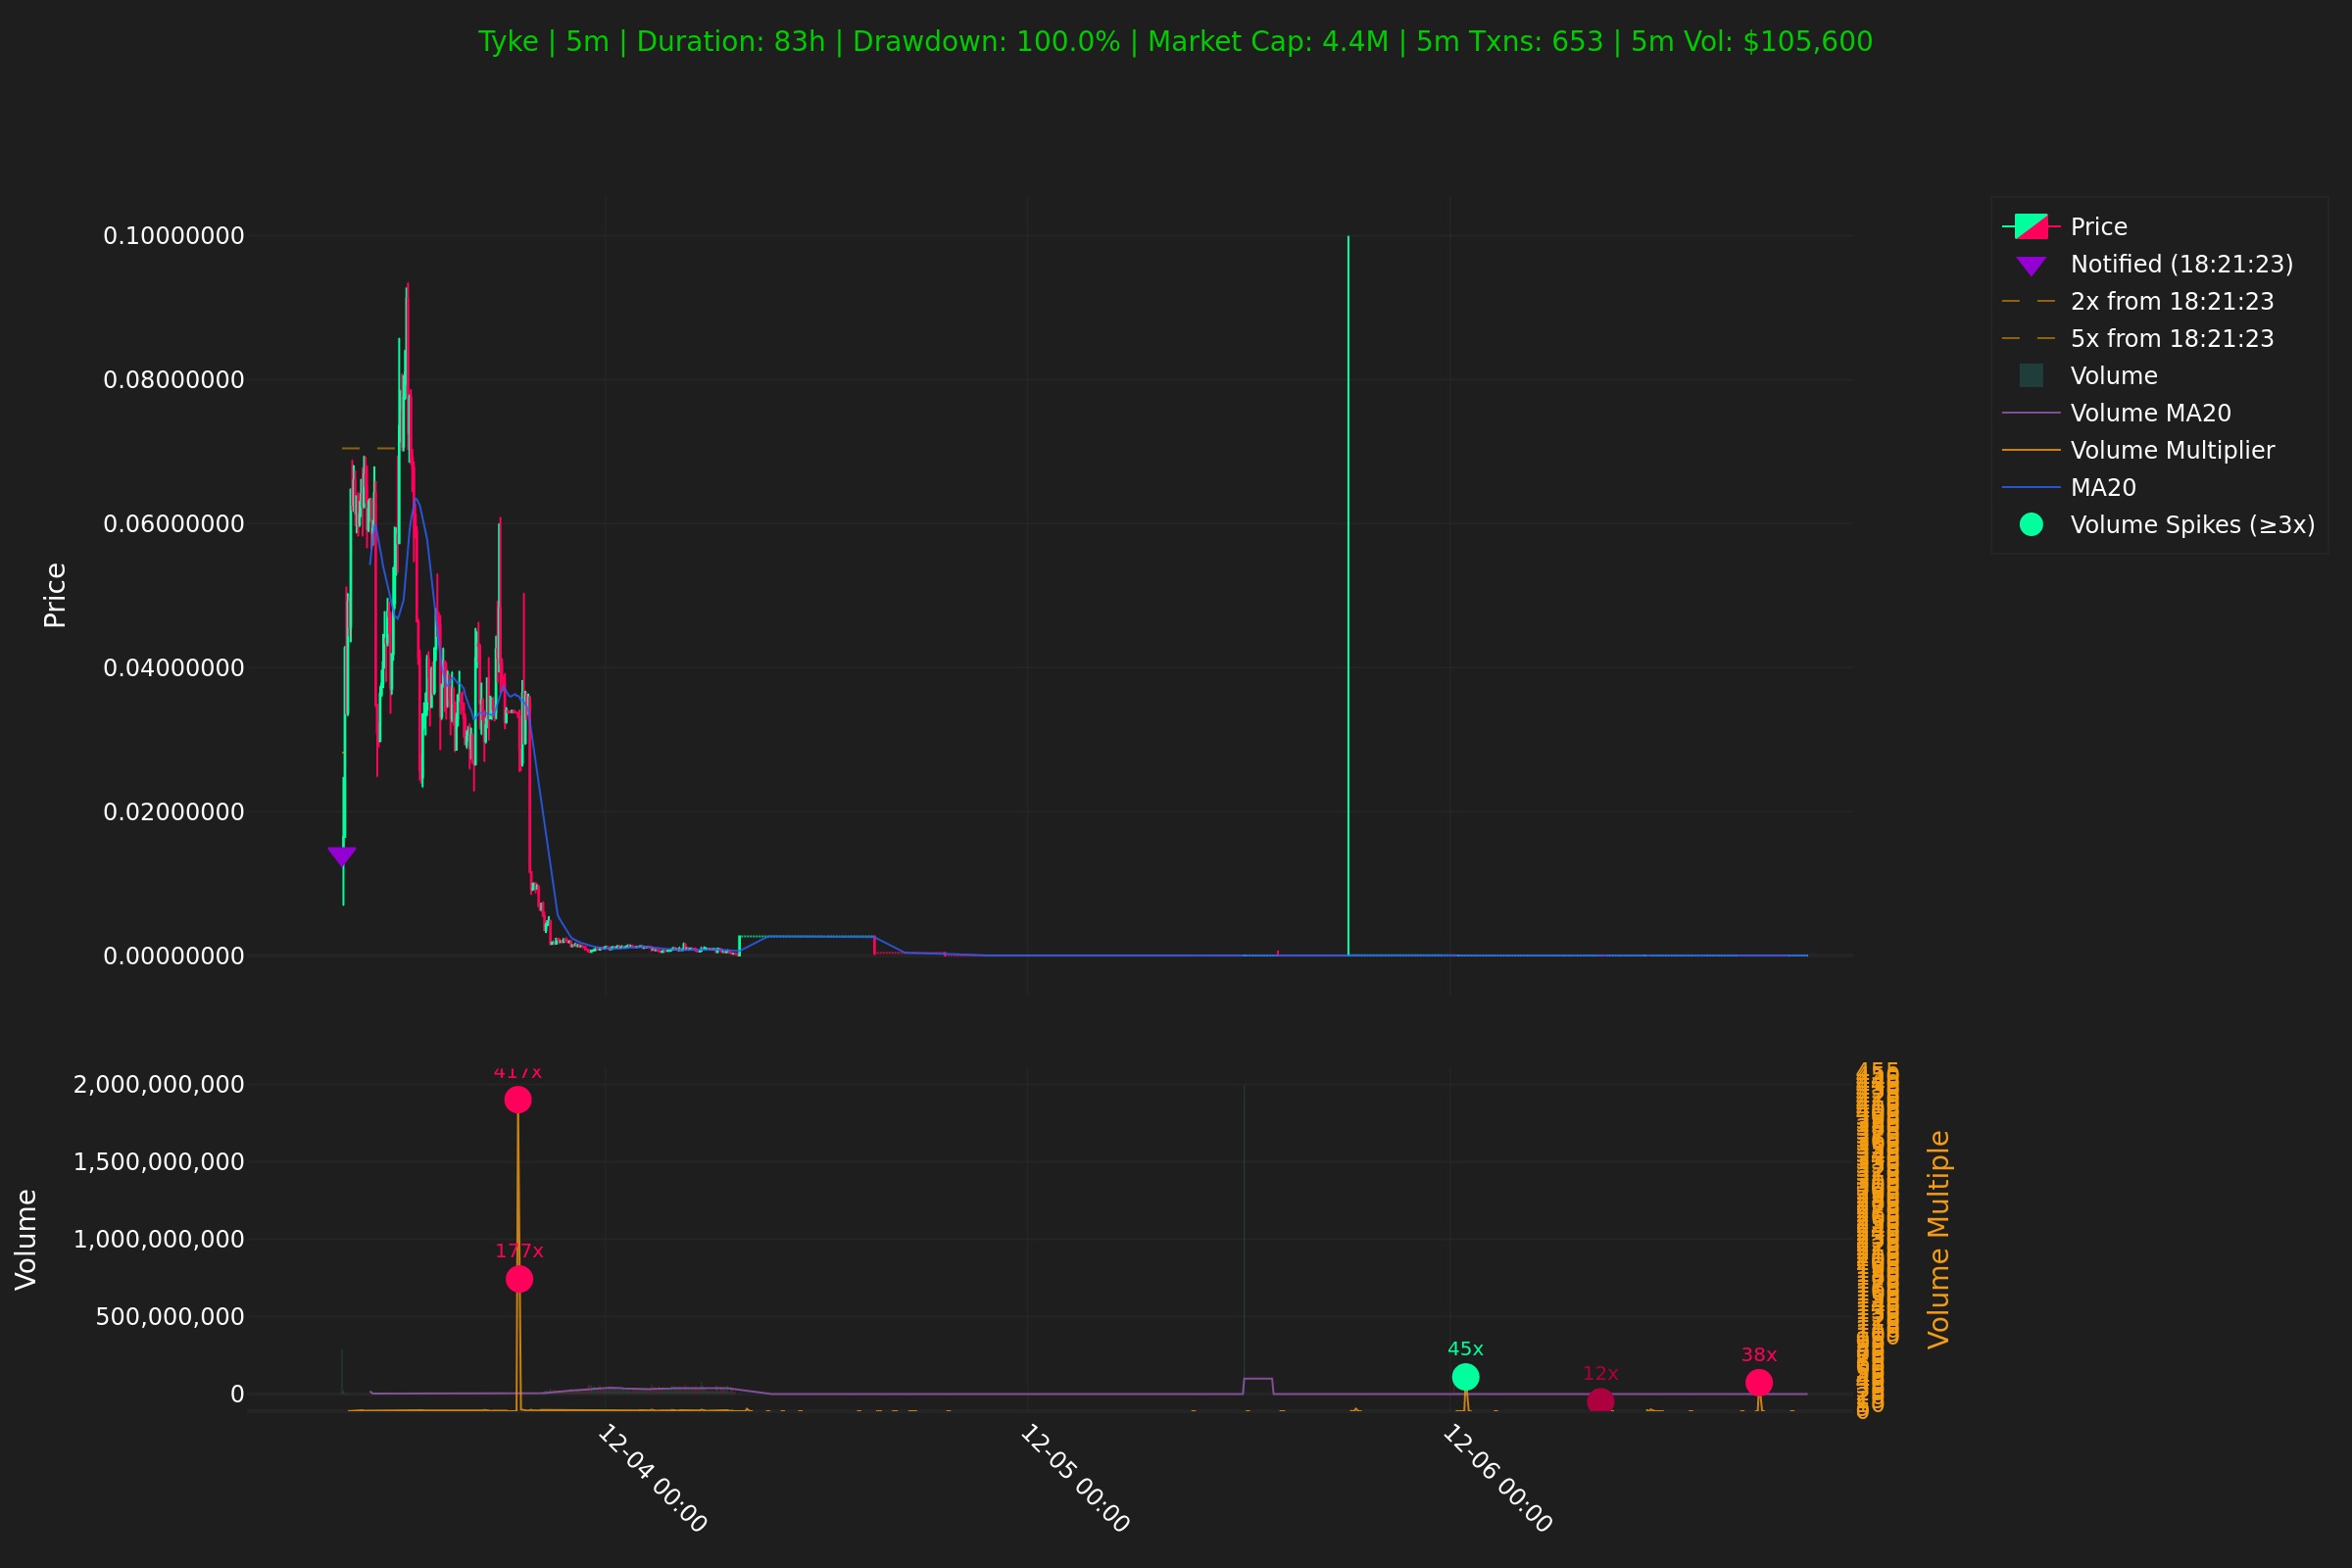 Tyke | 5m | Duration: 83h | Drawdown: 100.0% | Market Cap: 4.4M | 5m Txns: 653 | 5m Vol: $105,600
Price
0.10000000
0.08000000
0.06000000
0.04000000
0.02000000
0.00000000
Price
Notified (18:21:23)
2x from 18:21:23
5x from 18:21:23
Volume
Volume MA20
Volume Multiplier
MA20
Volume Spikes (≥3x)
Volume
2,000,000,000
1,500,000,000
1,000,000,000
500,000,000
0
417x
177x
45x
12x
38x
Volume Multiple
12-04 00:00
12-05 00:00
12-06 00:00